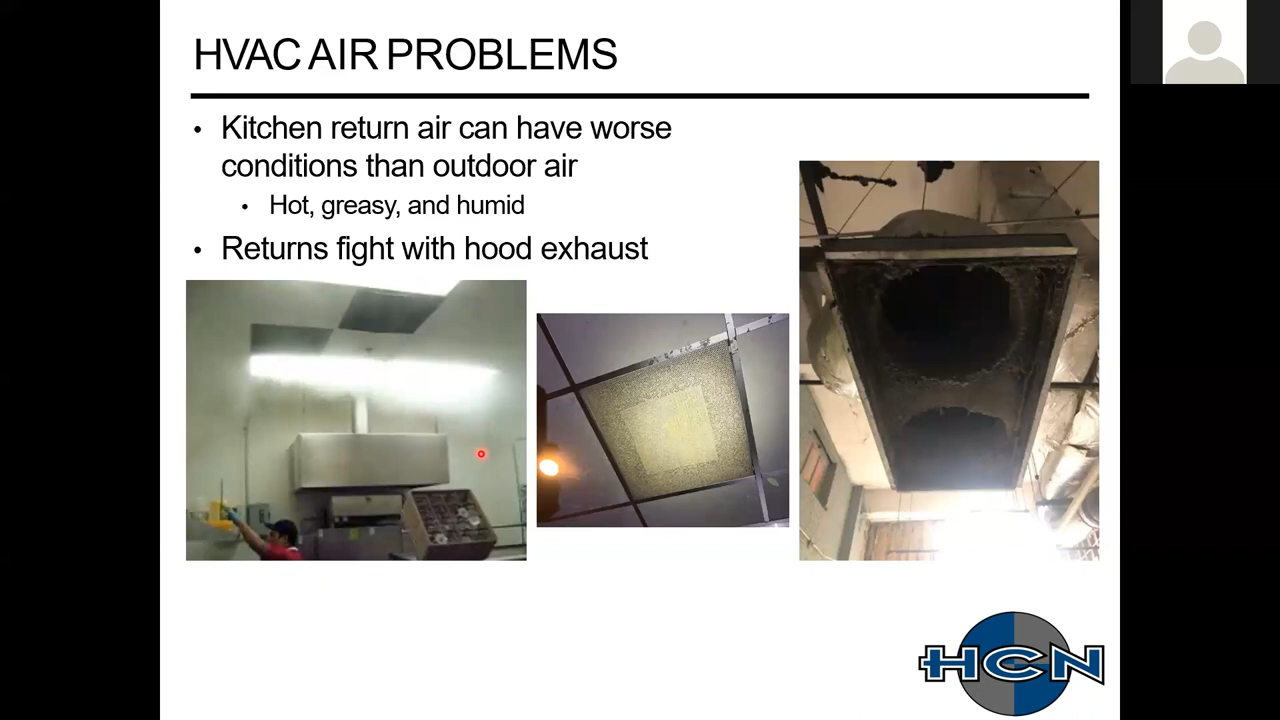 HVAC AIR PROBLEMS
• Kitchen return air can have worse
conditions than outdoor air
• Hot, greasy, and humid
• Returns fight with hood exhaust
HCN